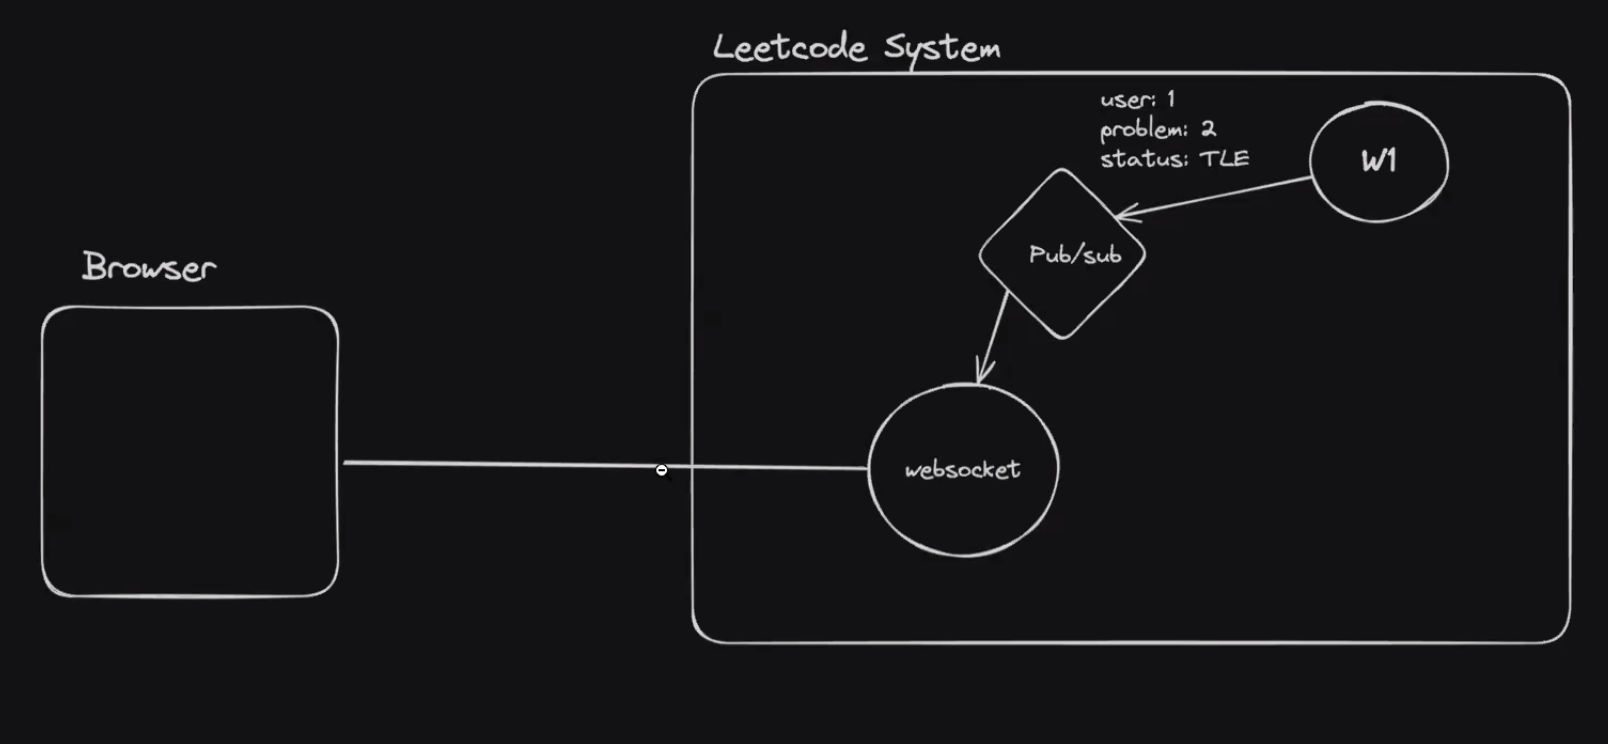 Leetcode System
user: 1
problem: 2
status: TLE
W1
Pub/sub
Browser
websocket